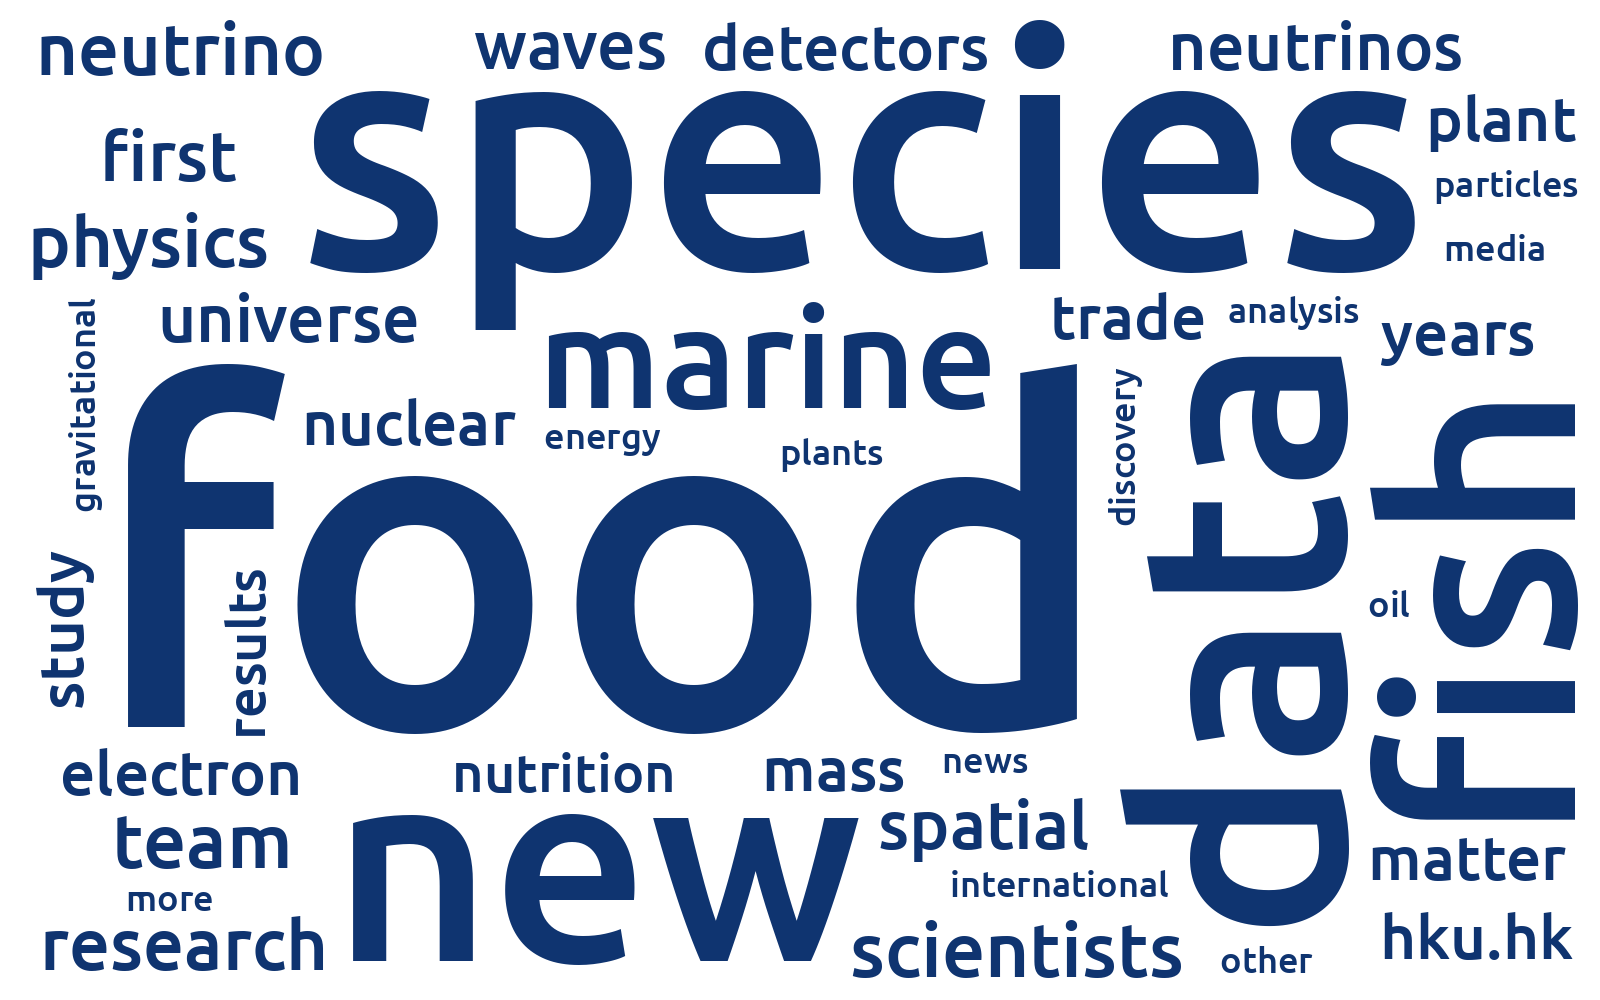 neutrino
waves
detectors
neutrinos
species
plant
first
particles
physics
media
universe
marine
trade
analysis
years
gravitational
nuclear
energy
plants
discovery
food
data
fish
study
results
oil
electron
nutrition
mass
news
new
spatial
team
matter
more
international
research
scientists
other
hku.hk